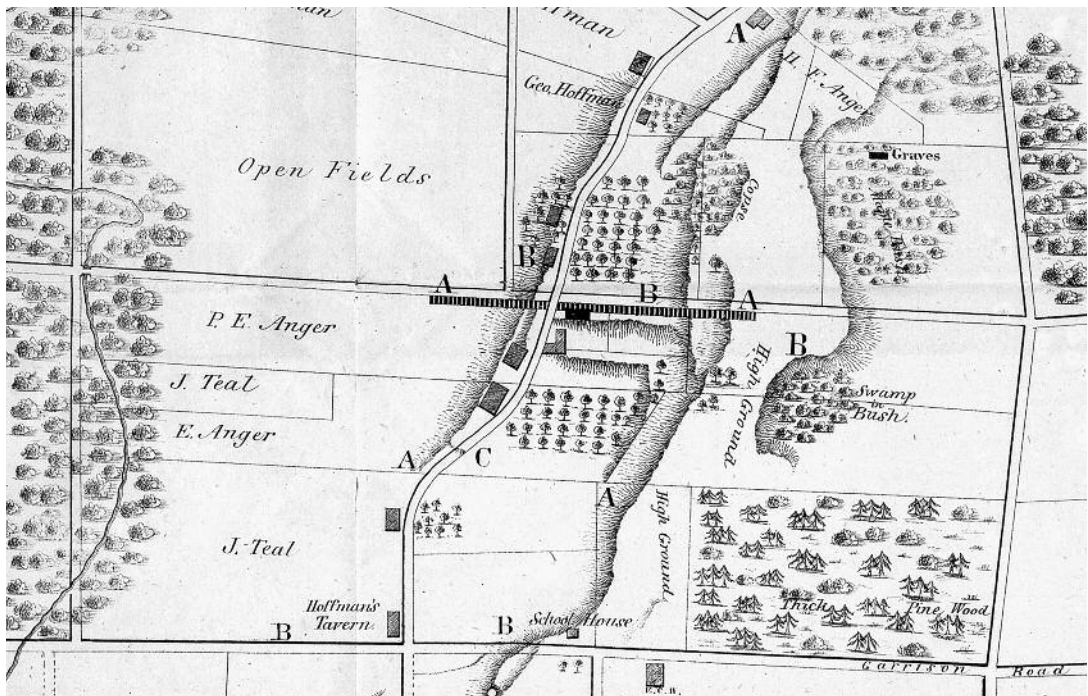 A
H. F. Anger
Geo. Hoffman
Graves
Open Fields
Copse
B
A
B
A
P. E. Anger
B
High Ground
J. Teal
Swamp
in
Bush.
E. Anger
A
C
A
High Ground
J. Teal
Hoffman's
Tavern.
B
B
School House
Thick Pine Wood
Garrison Road